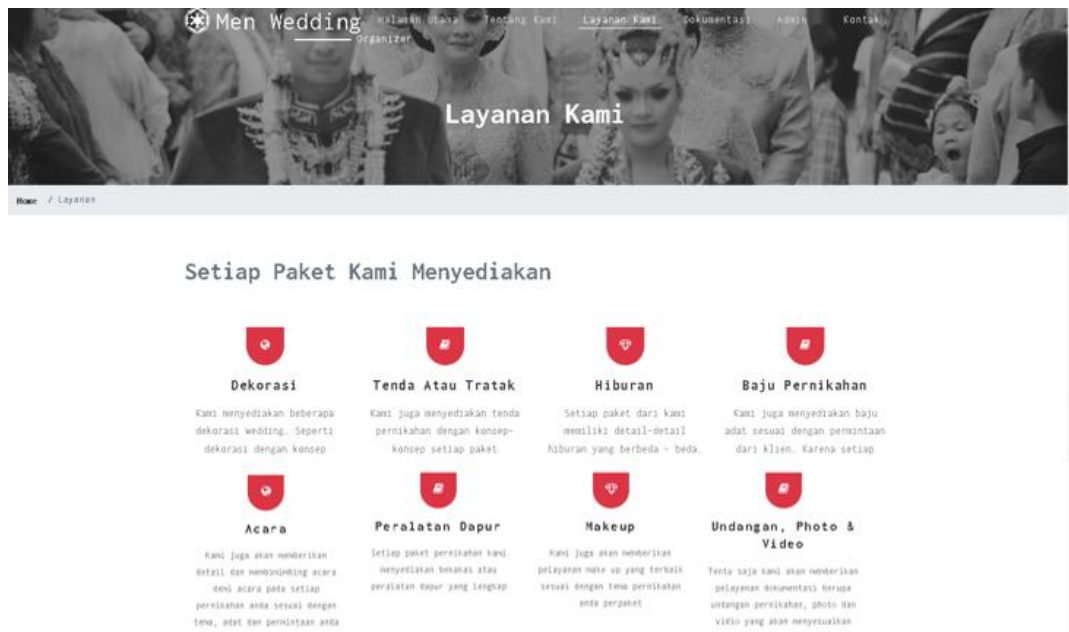 Men Wedding
Organizer
Halaman Utama Tentang Kami Layanan Kami Dokumentasi Admin Kontak
Layanan Kami
Home / Layanan
Setiap Paket Kami Menyediakan
Dekorasi
Kami menyediakan beberapa
dekorasi wedding. Seperti
dekorasi dengan konsep
Tenda Atau Tratak
Kami juga menyediakan tenda
pernikahan dengan konsep-
konsep setiap paket
Hiburan
Setiap paket dari kami
memiliki detail-detail
hiburan yang berbeda - beda.
Baju Pernikahan
Kami juga menyediakan baju
adat sesuai dengan permintaan
dari klien. Karena setiap
Acara
Kami juga akan memberikan
detail dan membimbing acara
demi acara pada setiap
pernikahan anda sesuai dengan
tema, adat dan permintaan anda
Peralatan Dapur
Setiap paket pernikahan kami
menyediakan bekakas atau
peralatan dapur yang lengkap
Makeup
Kami juga akan memberikan
pelayanan make up yang terbaik
sesuai dengan tema pernikahan
anda perpaket
Undangan, Photo &
Video
Tentu saja kami akan memberikan
pelayanan dokumentasi berupa
undangan pernikahan, photo dan
vidio yang akan menyesuaikan